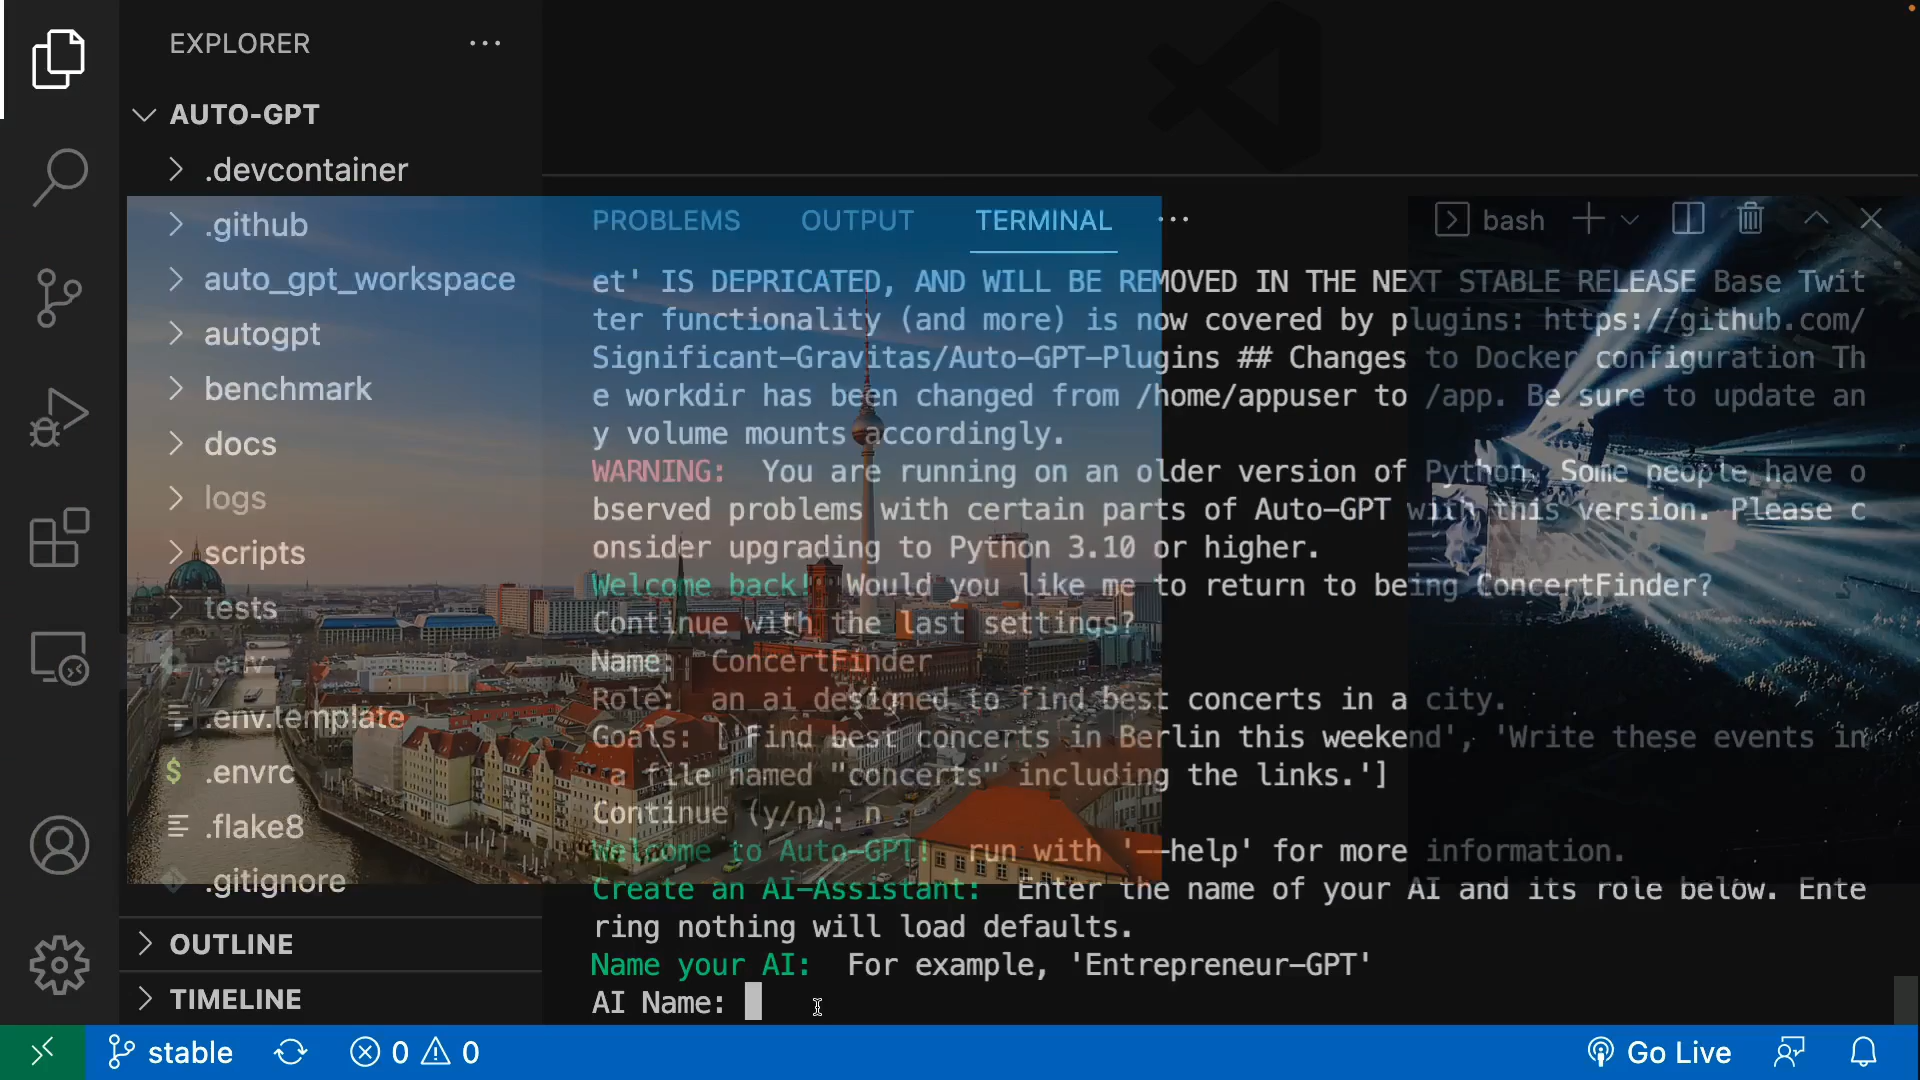 EXPLORER
AUTO-GPT
.devcontainer
.github
auto_gpt_workspace
autogpt
benchmark
docs
logs
scripts
tests
.env
.env.template
$ .envrc
.flake8
.gitignore
OUTLINE
TIMELINE
PROBLEMS OUTPUT TERMINAL ... bash
et' IS DEPRICATED, AND WILL BE REMOVED IN THE NEXT STABLE RELEASE Base Twit
ter functionality (and more) is now covered by plugins: https://github.com/
Significant-Gravitas/Auto-GPT-Plugins ## Changes to Docker configuration Th
e workdir has been changed from /home/appuser to /app. Be sure to update an
y volume mounts accordingly.
WARNING: You are running on an older version of Python. Some people have o
bserved problems with certain parts of Auto-GPT with this version. Please c
onsider upgrading to Python 3.10 or higher.
Welcome back! Would you like me to return to being ConcertFinder?
Continue with the last settings?
Name: ConcertFinder
Role: an ai designed to find best concerts in a city.
Goals: ['Find best concerts in Berlin this weekend', 'Write these events in
a file named "concerts" including the links.']
Continue (y/n): n
Welcome to Auto-GPT! run with '--help' for more information.
Create an AI-Assistant: Enter the name of your AI and its role below. Ente
ring nothing will load defaults.
Name your AI: For example, 'Entrepreneur-GPT'
AI Name:
stable 0 0 Go Live